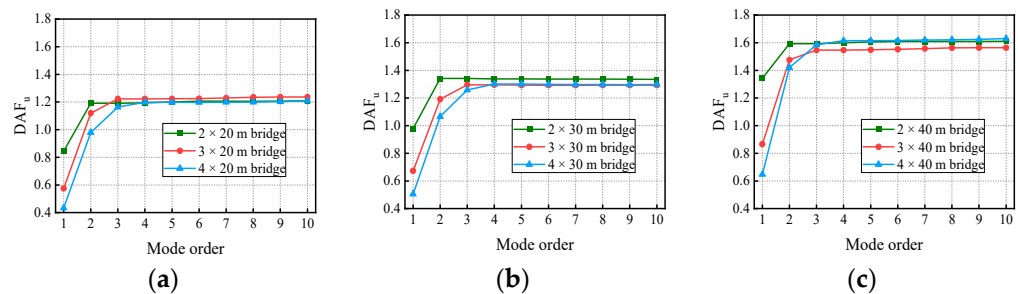 1.8
1.6
1.4
1.2
1.0
0.8
0.6
0.4
DAFu
2 × 20 m bridge
3 × 20 m bridge
4 × 20 m bridge
1 2 3 4 5 6 7 8 9 10
Mode order
(a)
1.8
1.6
1.4
1.2
1.0
0.8
0.6
0.4
DAFu
2 × 30 m bridge
3 × 30 m bridge
4 × 30 m bridge
1 2 3 4 5 6 7 8 9 10
Mode order
(b)
1.8
1.6
1.4
1.2
1.0
0.8
0.6
0.4
DAFu
2 × 40 m bridge
3 × 40 m bridge
4 × 40 m bridge
1 2 3 4 5 6 7 8 9 10
Mode order
(c)